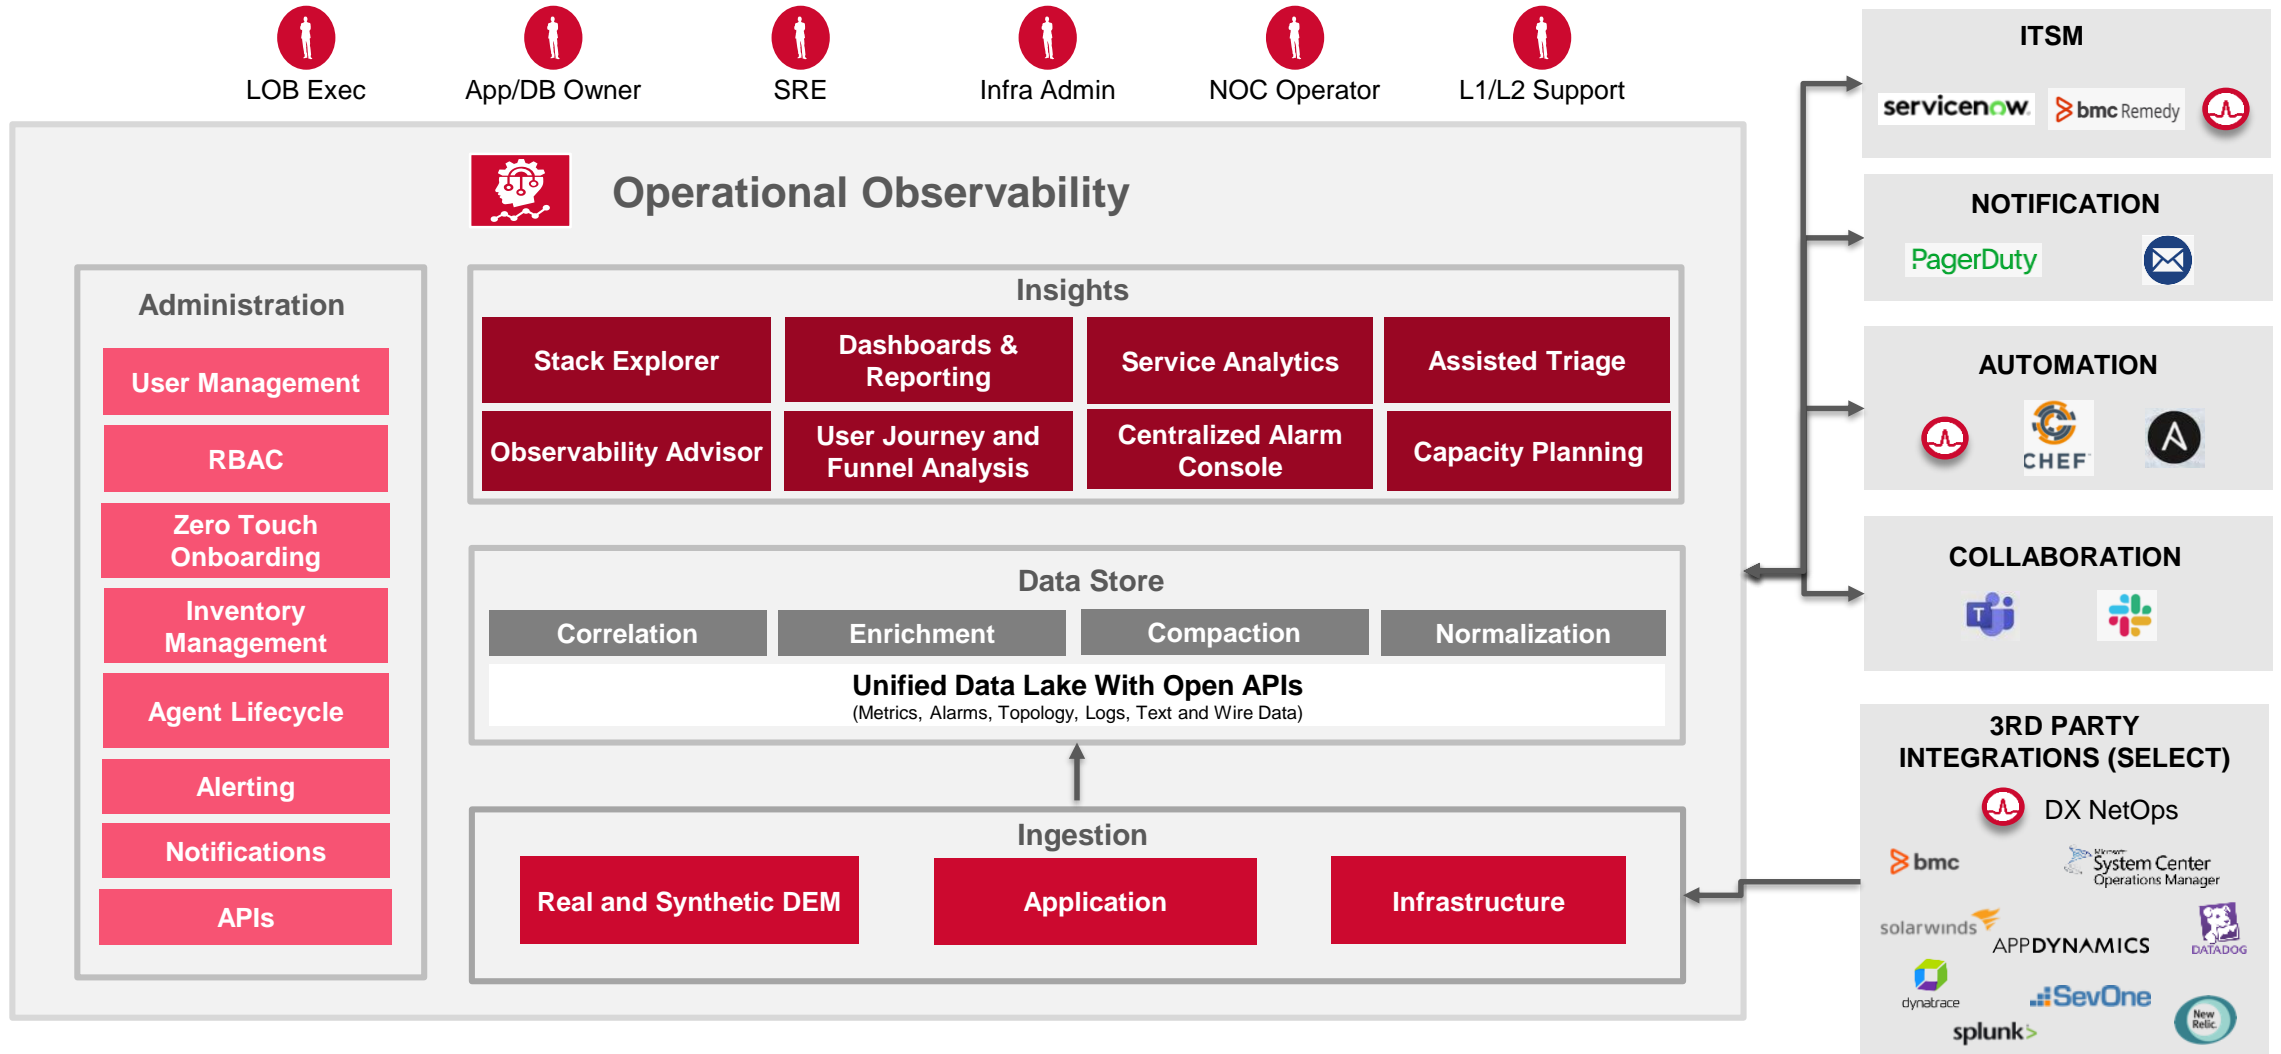 LOB Exec
App/DB Owner
SRE
Infra Admin
NOC Operator
L1/L2 Support
Operational Observability
Administration
User Management
RBAC
Zero Touch
Onboarding
Inventory
Management
Agent Lifecycle
Alerting
Notifications
APIs
Insights
Stack Explorer
Dashboards &
Reporting
Service Analytics
Assisted Triage
Observability Advisor
User Journey and
Funnel Analysis
Centralized Alarm
Console
Capacity Planning
Data Store
Correlation
Enrichment
Compaction
Normalization
Unified Data Lake With Open APIs
(Metrics, Alarms, Topology, Logs, Text and Wire Data)
Ingestion
Real and Synthetic DEM
Application
Infrastructure
ITSM
servicenow.
bmc Remedy
NOTIFICATION
PagerDuty
AUTOMATION
CHEF
A
COLLABORATION
T
3RD PARTY
INTEGRATIONS (SELECT)
DX NetOps
bmc
Microsoft
System Center
Operations Manager
solarwinds
APPDYNAMICS
DATADOG
dynatrace
SevOne
splunk>
New
Relic.